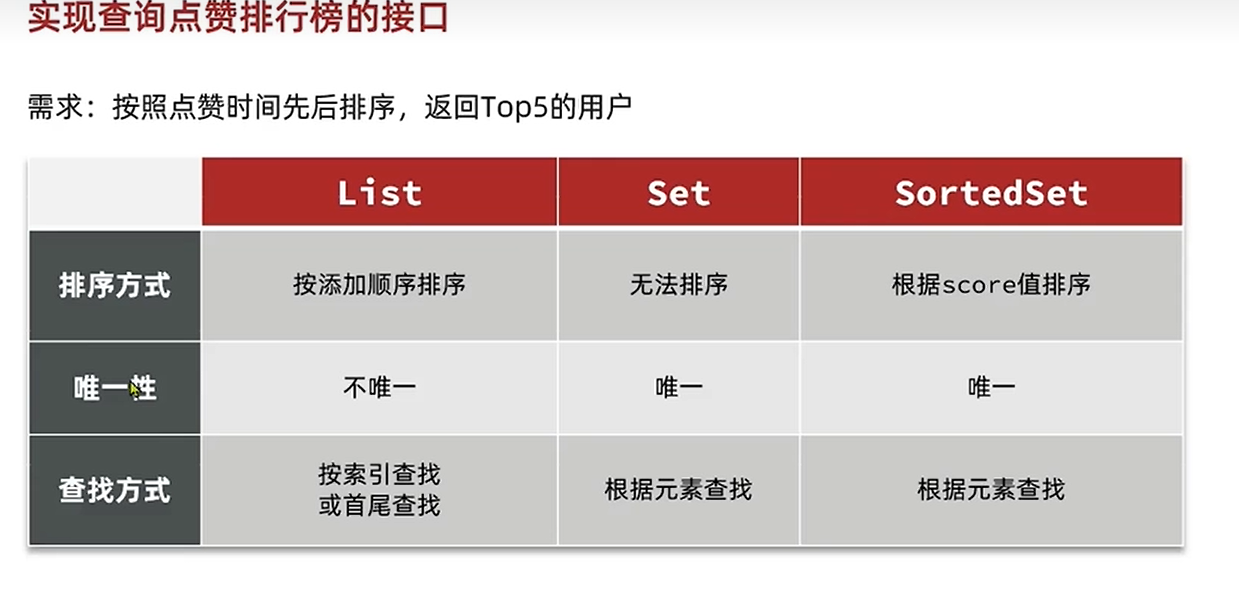 实现查询点赞排行榜的接口
需求：按照点赞时间先后排序，返回Top5的用户
List Set SortedSet
排序方式 按添加顺序排序 无法排序 根据score值排序
唯一性 不唯一 唯一 唯一
查找方式 按索引查找 根据元素查找 根据元素查找
或首尾查找